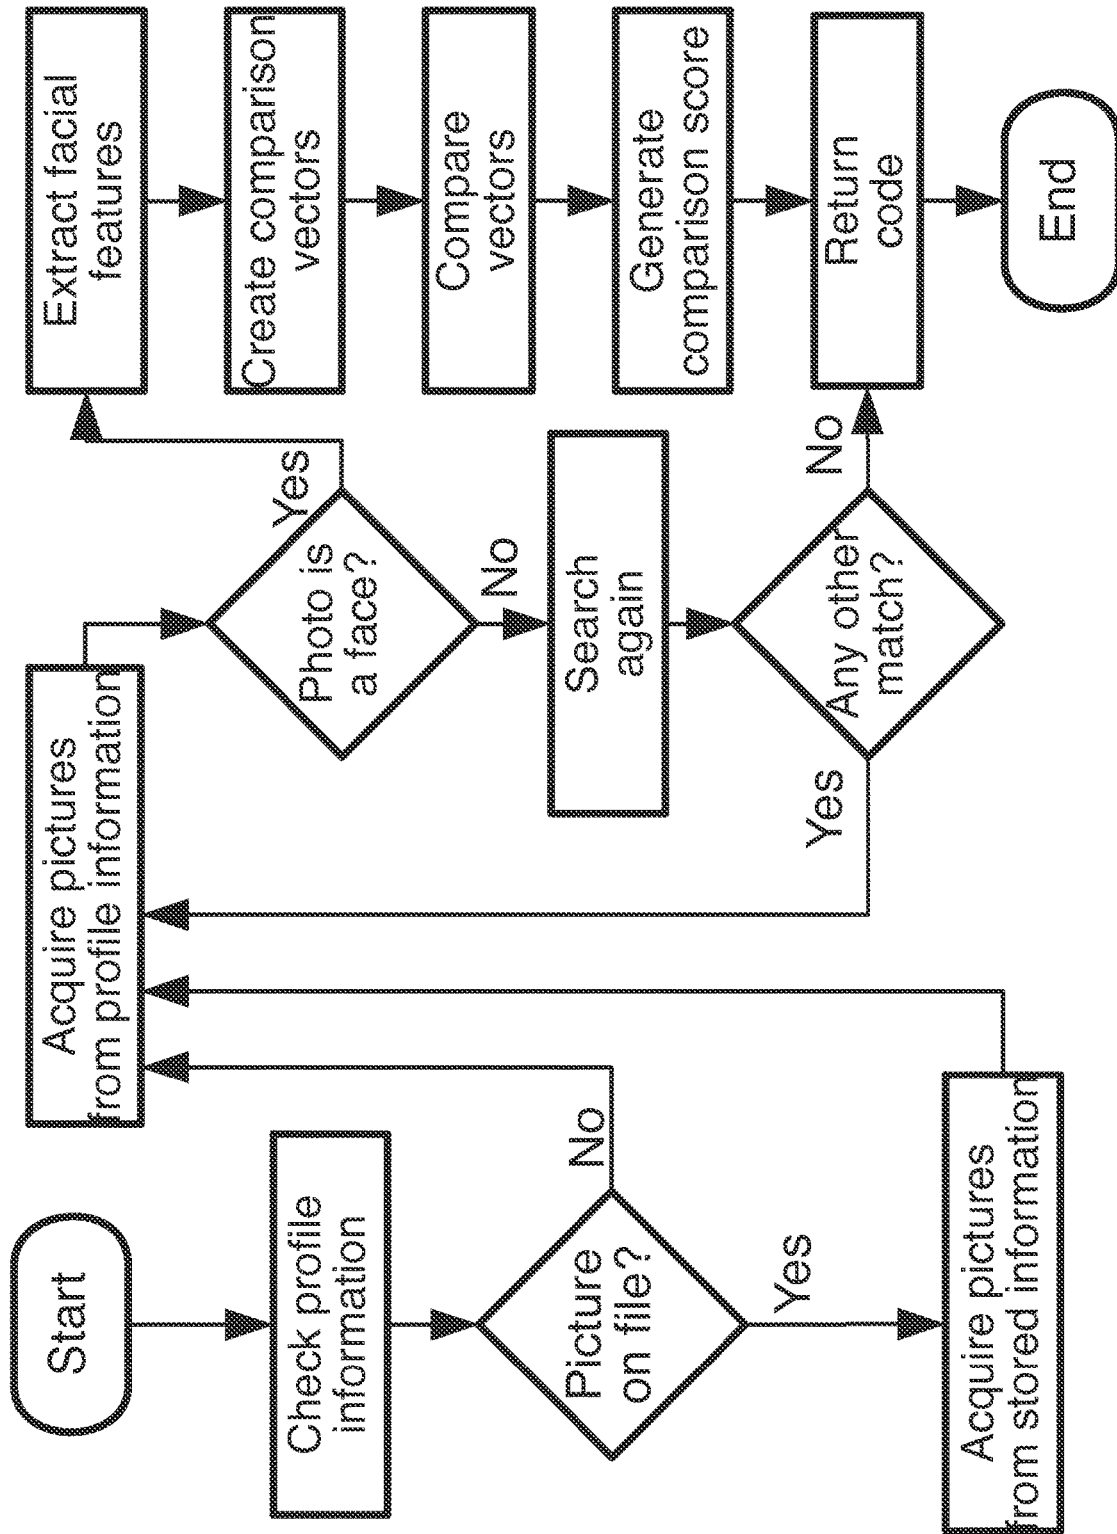 Start
Check profile
information
Picture
on file?
No
Yes
Acquire pictures
from stored information
Acquire pictures
from profile information
Photo is
a face?
Yes
No
Search
again
Any other
match?
Yes
No
Extract facial
features
Create comparison
vectors
Compare
vectors
Generate
comparison score
Return
code
End